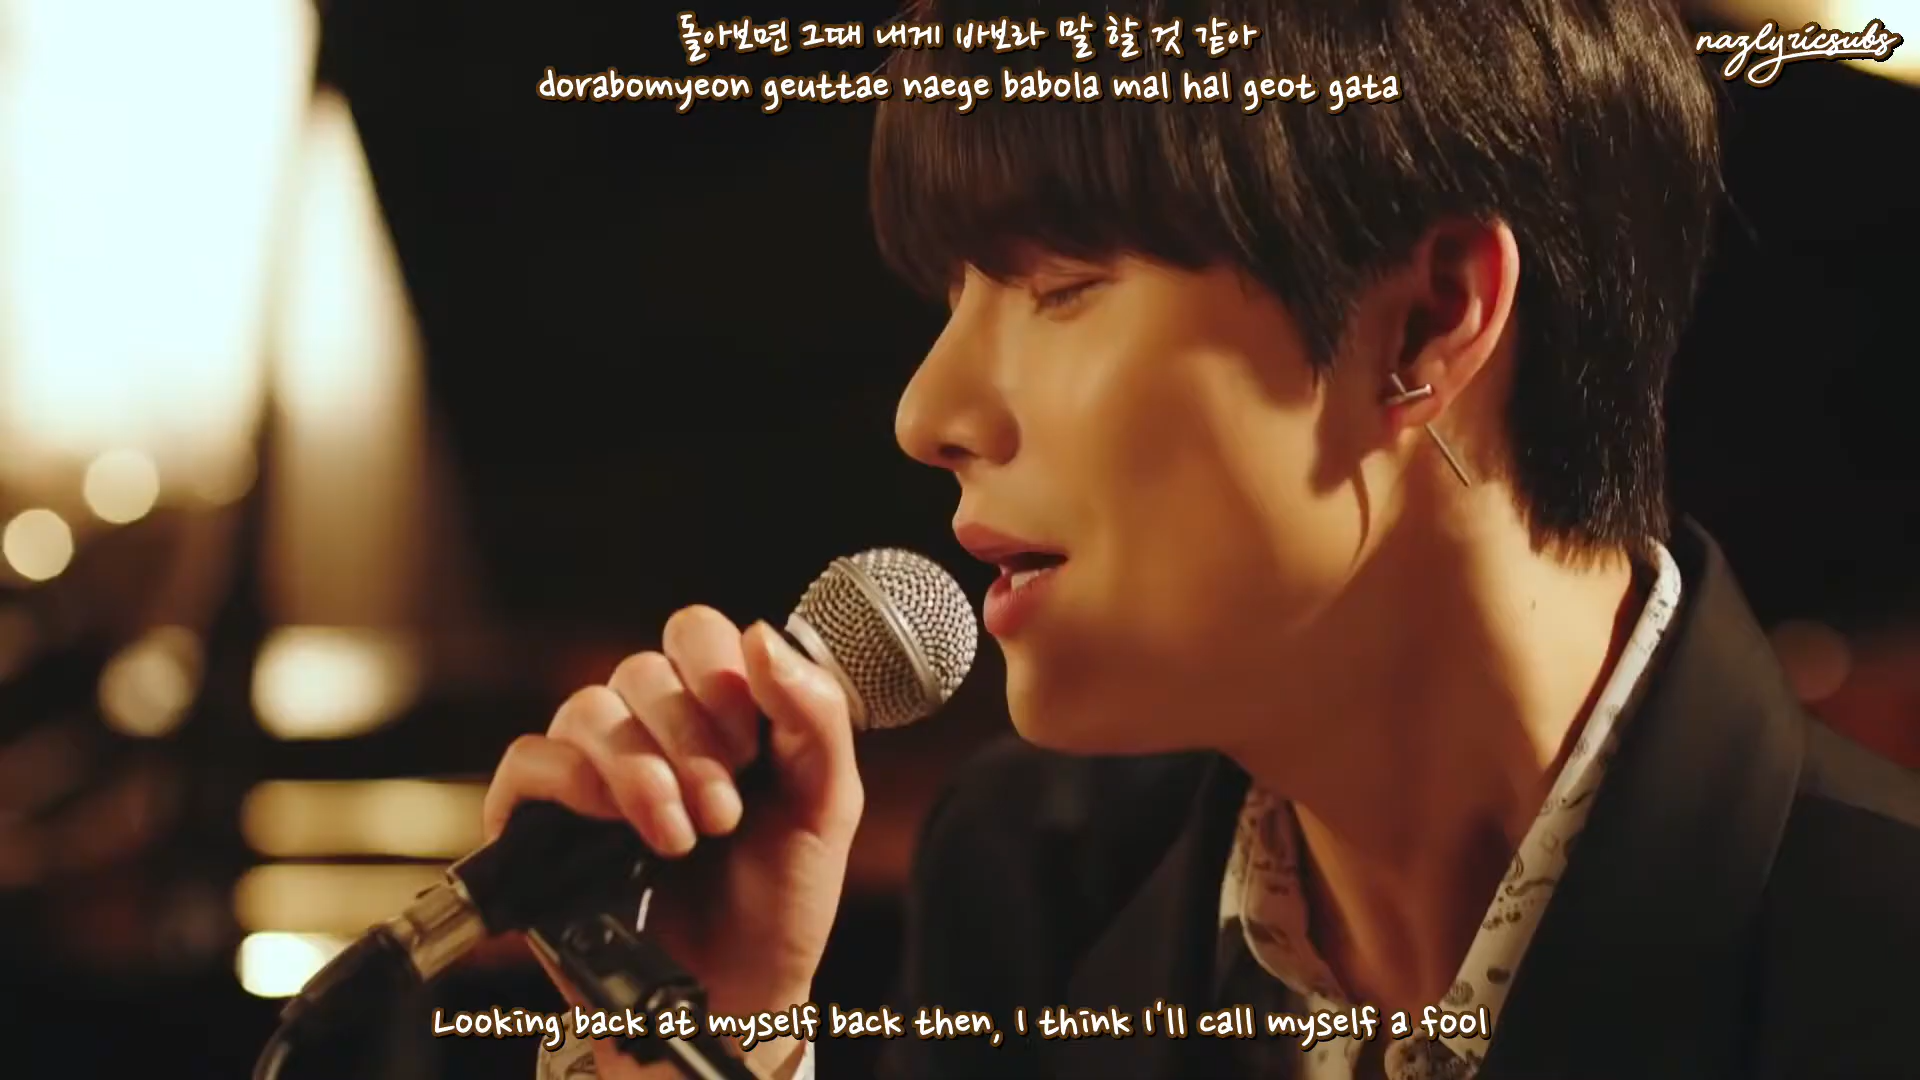 돌아보면 그때 내게 바보라 말 할 것 같아
nazlyricsubs
dorabomyeon geuttae naege babola mal hal geot gata
Looking back at myself back then, I think I'll call myself a fool